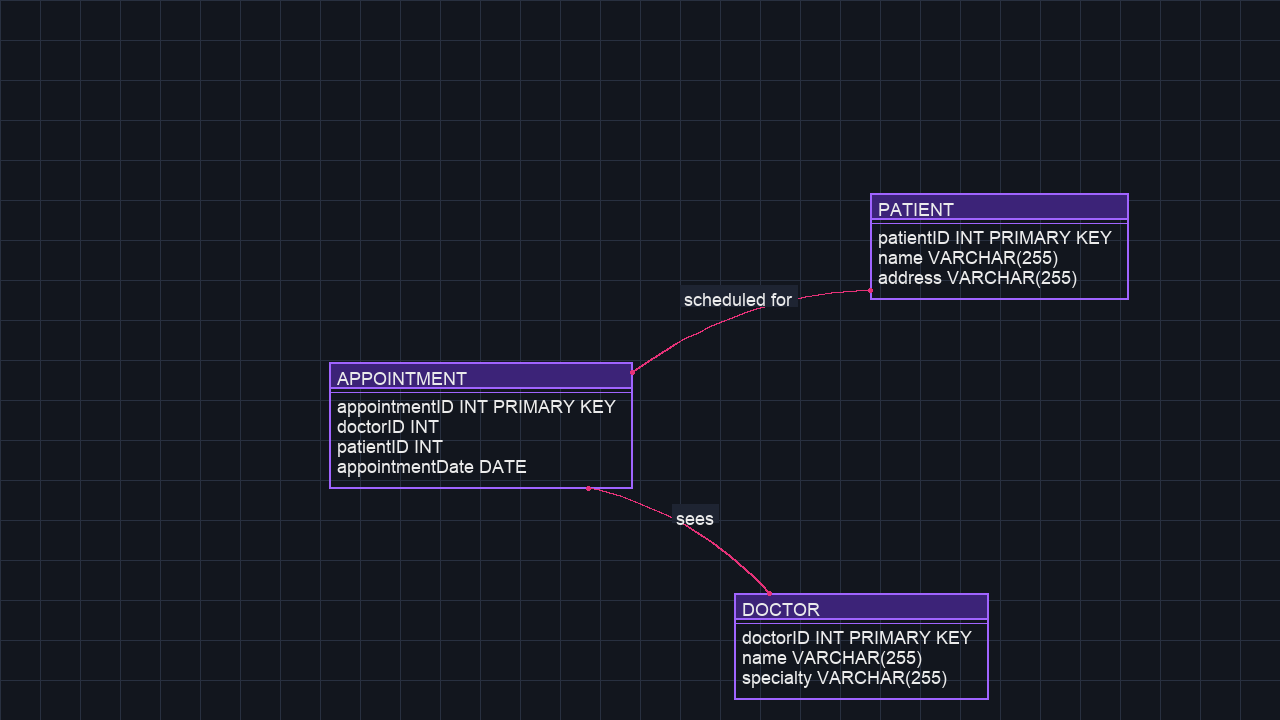 PATIENT
patientID INT PRIMARY KEY
name VARCHAR(255)
address VARCHAR(255)
scheduled for
APPOINTMENT
appointmentID INT PRIMARY KEY
doctorID INT
patientID INT
appointmentDate DATE
sees
DOCTOR
doctorID INT PRIMARY KEY
name VARCHAR(255)
specialty VARCHAR(255)